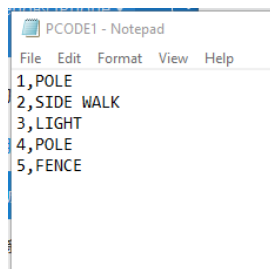 PCODE1 - Notepad
File Edit Format View Help
1,POLE
2,SIDE WALK
3,LIGHT
4,POLE
5,FENCE